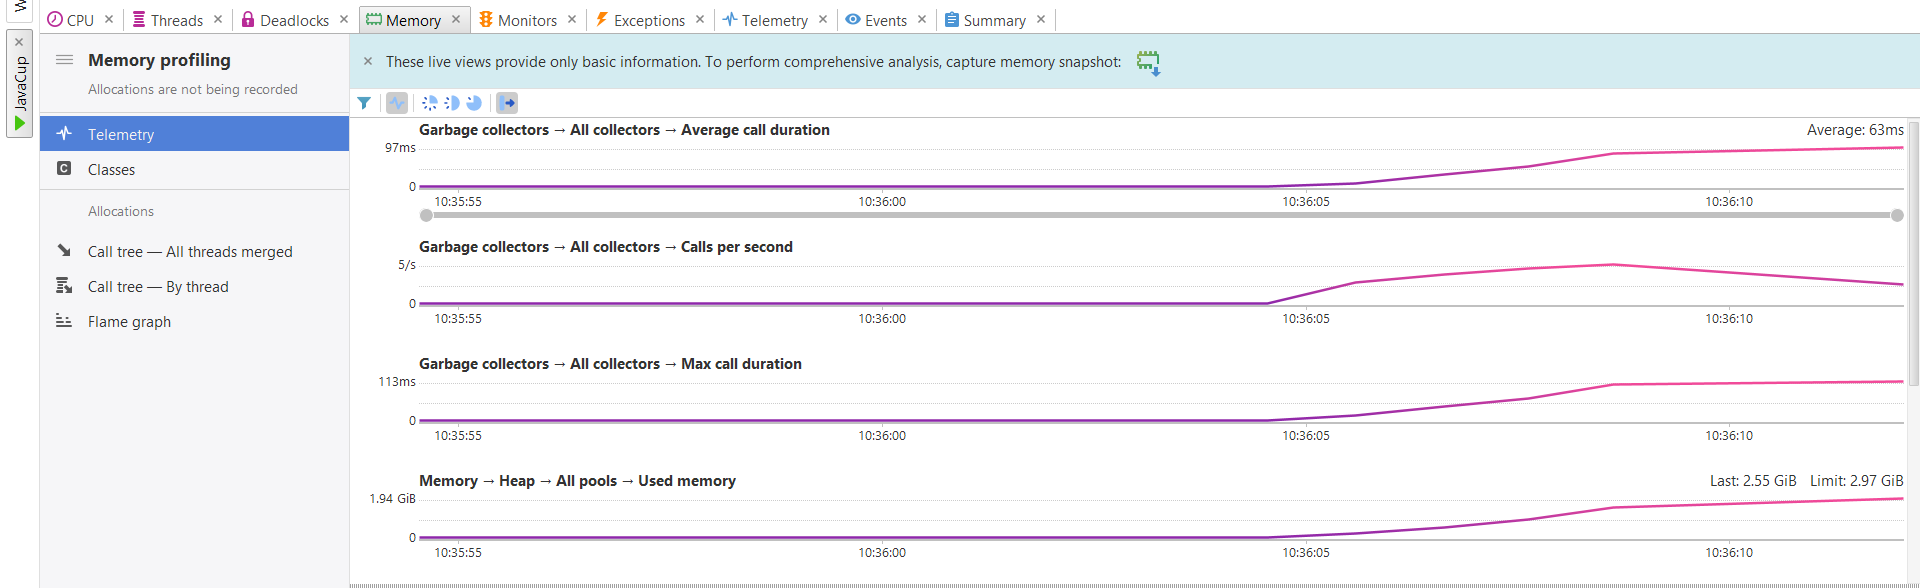 W
JavaCup
CPU
Threads
Deadlocks
Memory
Monitors
Exceptions
Telemetry
Events
Summary
Memory profiling
Allocations are not being recorded
Telemetry
C Classes
Allocations
Call tree — All threads merged
Call tree — By thread
Flame graph
These live views provide only basic information. To perform comprehensive analysis, capture memory snapshot:
Garbage collectors → All collectors → Average call duration
Average: 63ms
97ms
0
10:35:55 10:36:00 10:36:05 10:36:10
Garbage collectors → All collectors → Calls per second
5/s
0
10:35:55 10:36:00 10:36:05 10:36:10
Garbage collectors → All collectors → Max call duration
113ms
0
10:35:55 10:36:00 10:36:05 10:36:10
Memory → Heap → All pools → Used memory
Last: 2.55 GiB Limit: 2.97 GiB
1.94 GiB
0
10:35:55 10:36:00 10:36:05 10:36:10